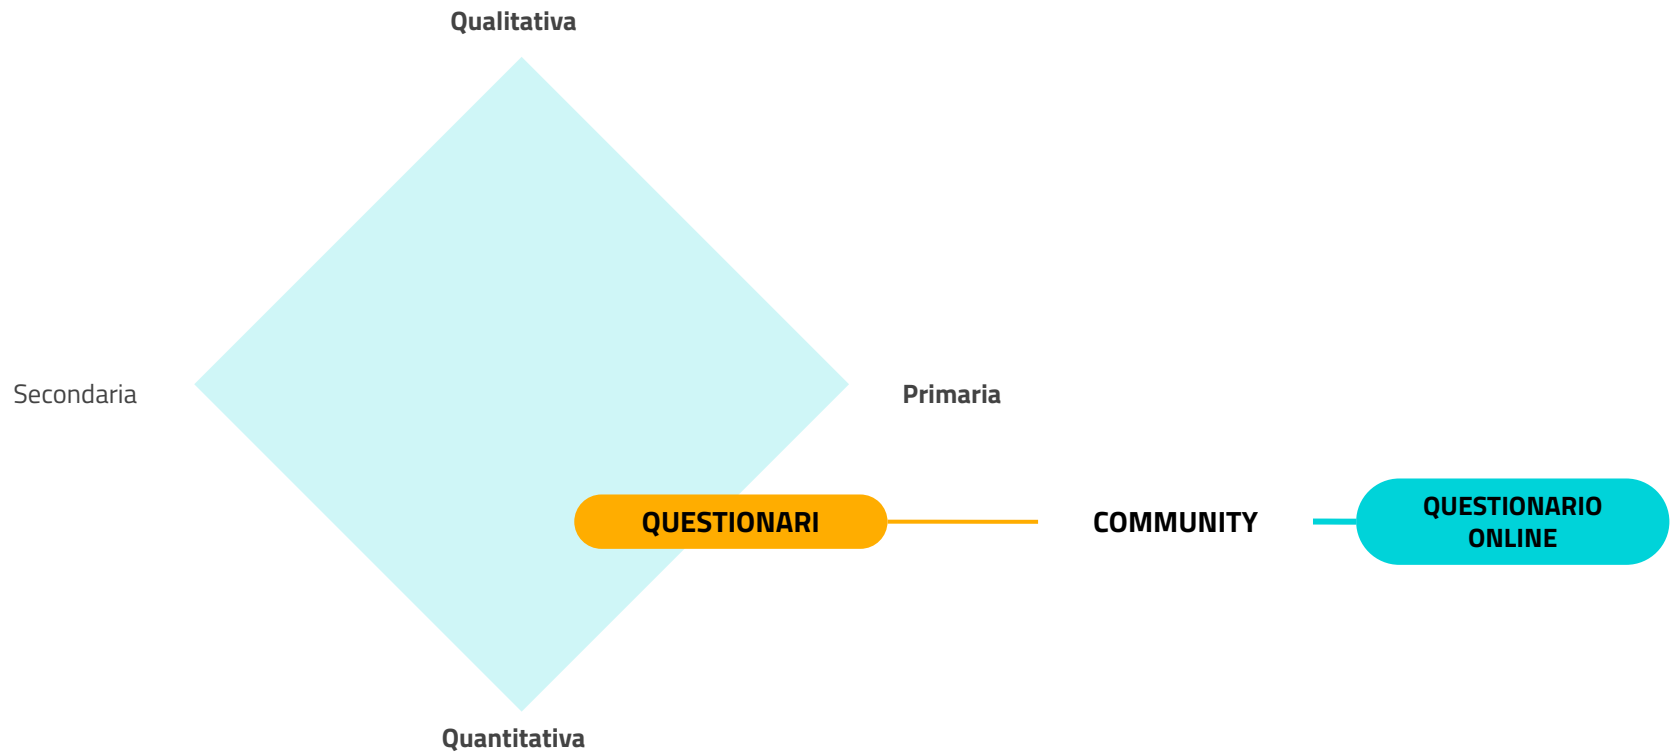 Qualitativa
Secondaria
Primaria
QUESTIONARI
COMMUNITY
QUESTIONARIO
ONLINE
Quantitativa